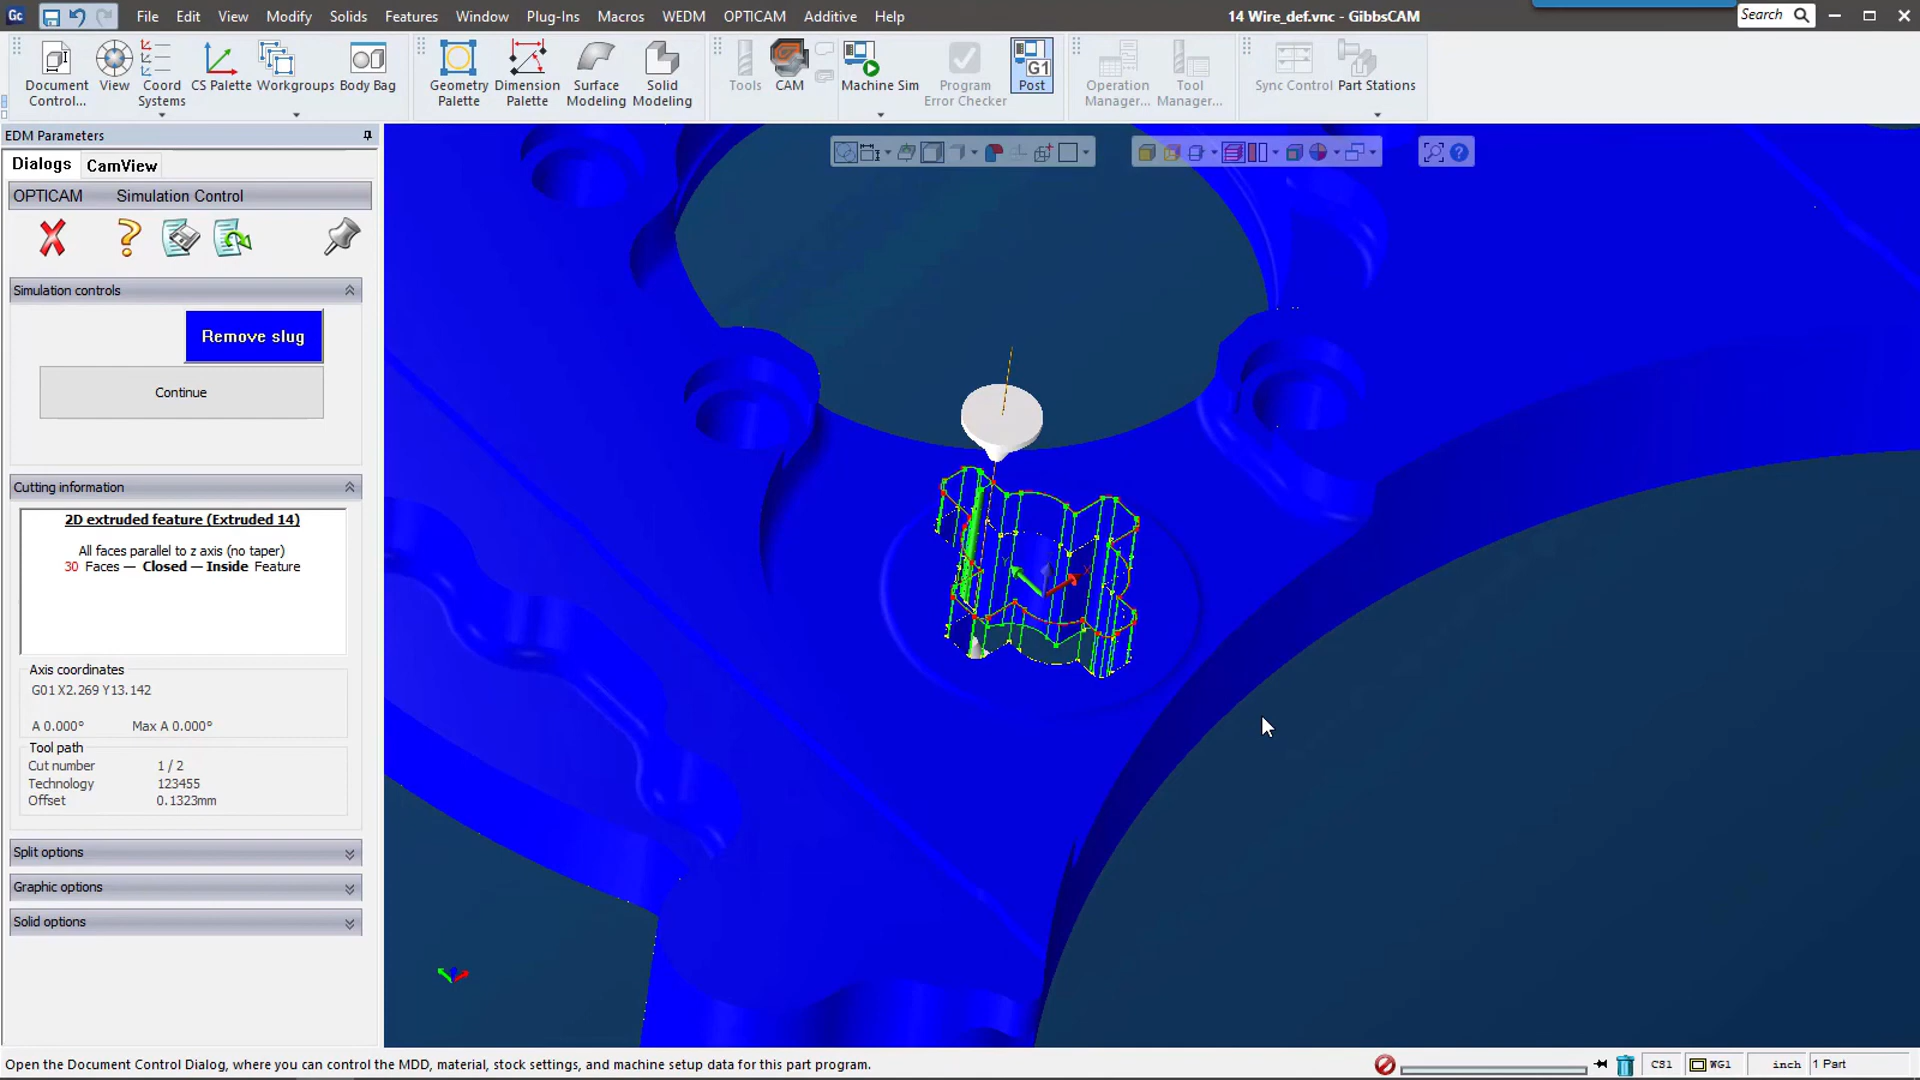 Gc
File Edit View Modify Solids Features Window Plug-Ins Macros WEDM OPTICAM Additive Help
14 Wire_def.vnc - GibbsCAM
Search
Document Control...
View
Coord Systems
CS Palette
Workgroups
Body Bag
Geometry Palette
Dimension Palette
Surface Modeling
Solid Modeling
Tools
CAM
Machine Sim
Program Error Checker
G1
Post
Operation Manager...
Tool Manager...
Sync Control
Part Stations
EDM Parameters
Dialogs CamView
OPTICAM Simulation Control
Simulation controls
Remove slug
Continue
Cutting information
2D extruded feature (Extruded 14)
All faces parallel to z axis (no taper)
30 Faces — Closed — Inside Feature
Axis coordinates
G01 X2.269 Y13.142
A 0.000° Max A 0.000°
Tool path
Cut number 1 / 2
Technology 123455
Offset 0.1323mm
Split options
Graphic options
Solid options
Y
X
Open the Document Control Dialog, where you can control the MDD, material, stock settings, and machine setup data for this part program.
CS1 WG1 inch 1 Part